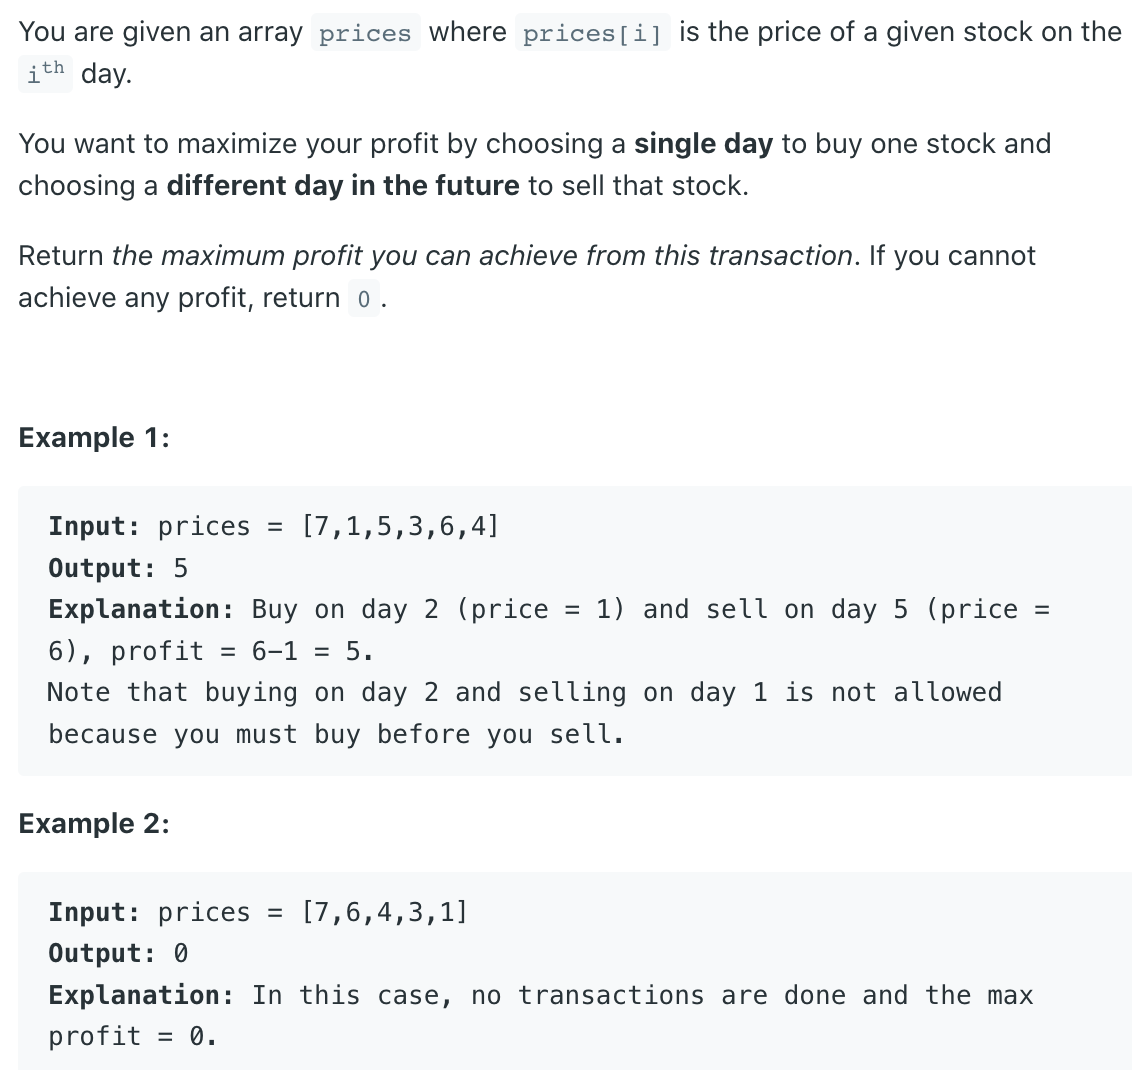 You are given an array prices where prices[i] is the price of a given stock on the
ith day.
You want to maximize your profit by choosing a single day to buy one stock and
choosing a different day in the future to sell that stock.
Return the maximum profit you can achieve from this transaction. If you cannot
achieve any profit, return 0.
Example 1:
Input: prices = [7,1,5,3,6,4]
Output: 5
Explanation: Buy on day 2 (price = 1) and sell on day 5 (price =
6), profit = 6-1 = 5.
Note that buying on day 2 and selling on day 1 is not allowed
because you must buy before you sell.
Example 2:
Input: prices = [7,6,4,3,1]
Output: 0
Explanation: In this case, no transactions are done and the max
profit = 0.